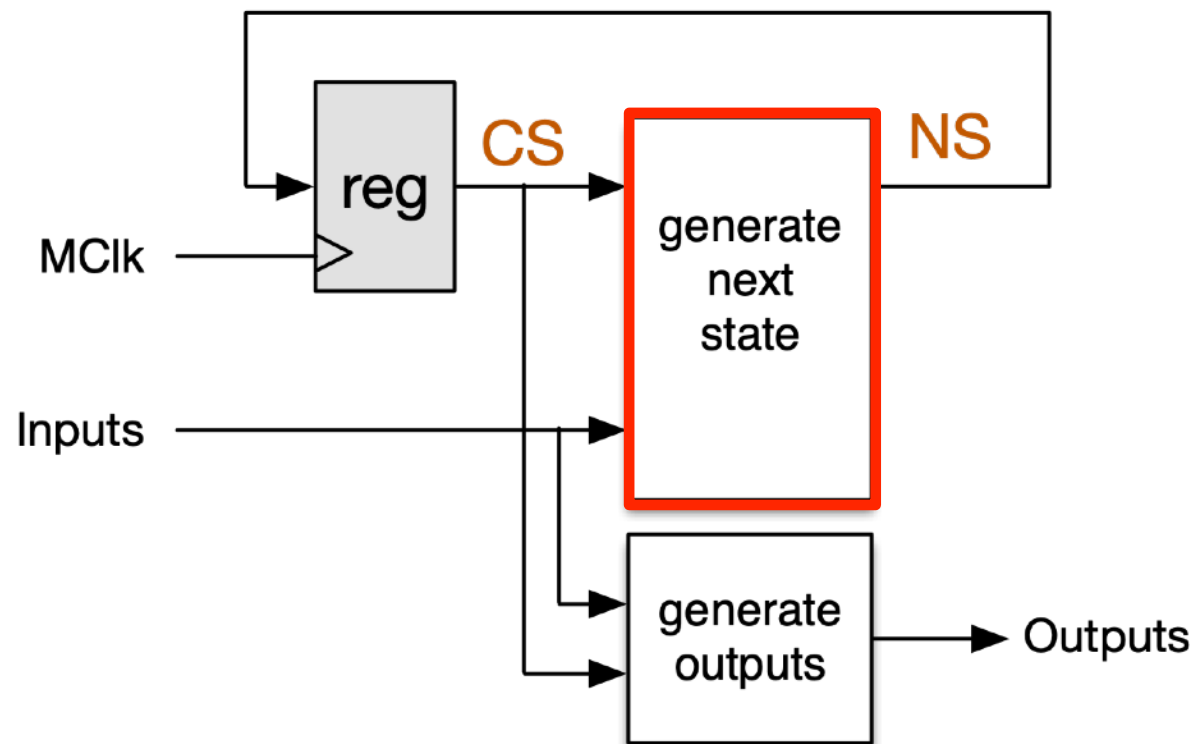 CS
NS
reg
MClk
generate
next
state
Inputs
generate
outputs
Outputs